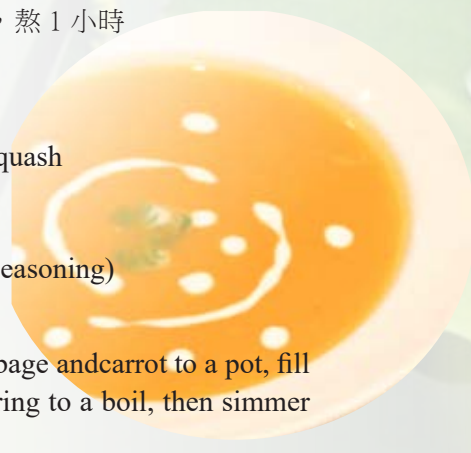 ，熬 1 小時
quash
easoning)
bage andcarrot to a pot, fill
ring to a boil, then simmer